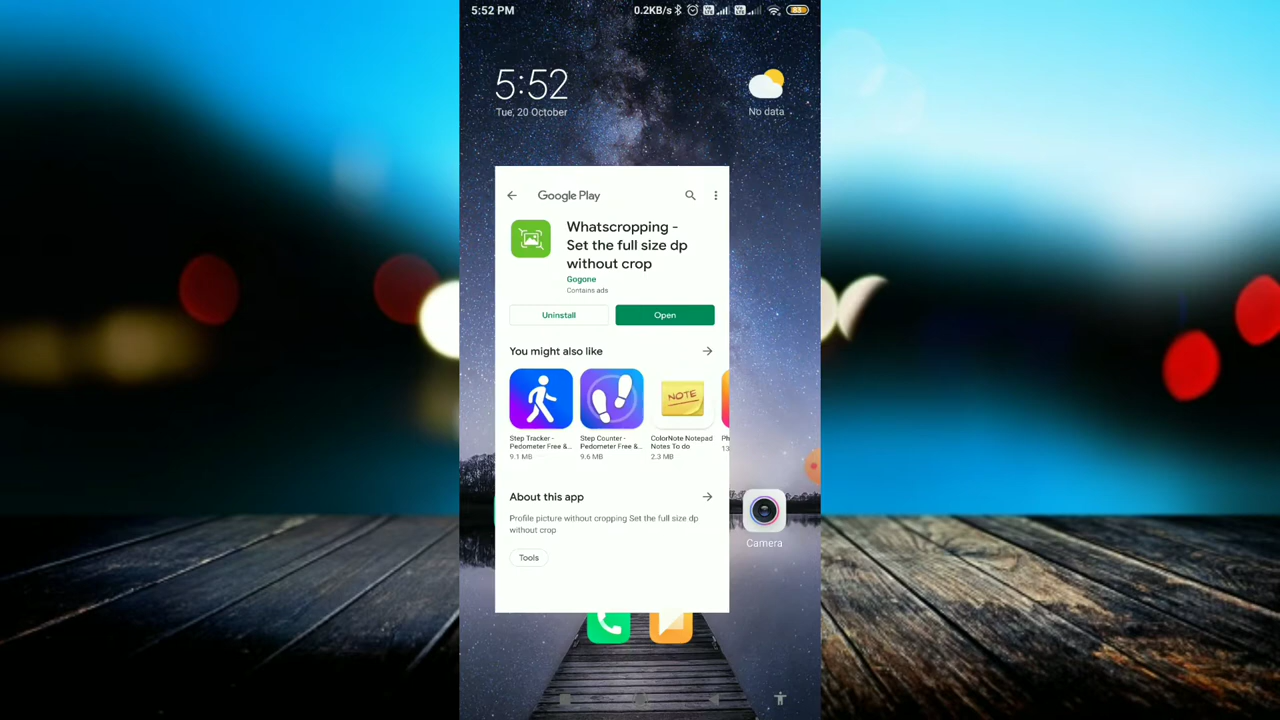 5:52 PM
0.2KB/s
83
5:52
Tue, 20 October
No data
Google Play
Whatscropping -
Set the full size dp
without crop
Gogone
Contains ads
Uninstall
Open
You might also like
NOTE
Step Tracker -
Pedometer Free &...
9.1 MB
Step Counter -
Pedometer Free &...
9.6 MB
ColorNote Notepad
Notes To do
2.3 MB
About this app
Profile picture without cropping Set the full size dp
without crop
Tools
Camera